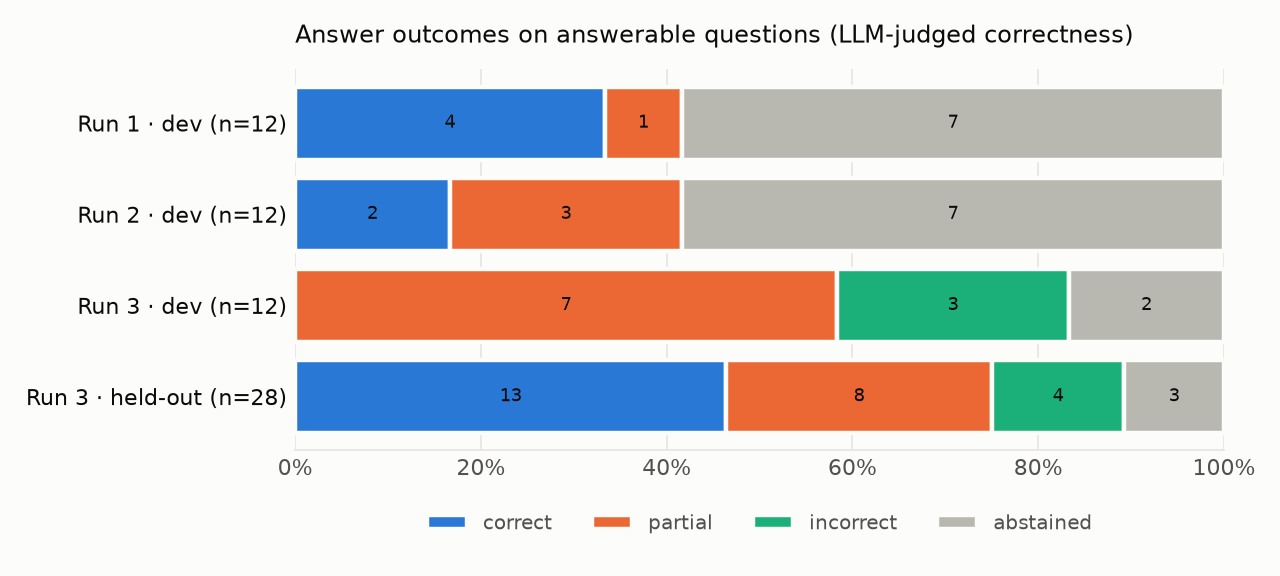 Answer outcomes on answerable questions (LLM-judged correctness)
Run 1 · dev (n=12)
4
1
7
Run 2 · dev (n=12)
2
3
7
Run 3 · dev (n=12)
7
3
2
Run 3 · held-out (n=28)
13
8
4
3
0% 20% 40% 60% 80% 100%
correct partial incorrect abstained